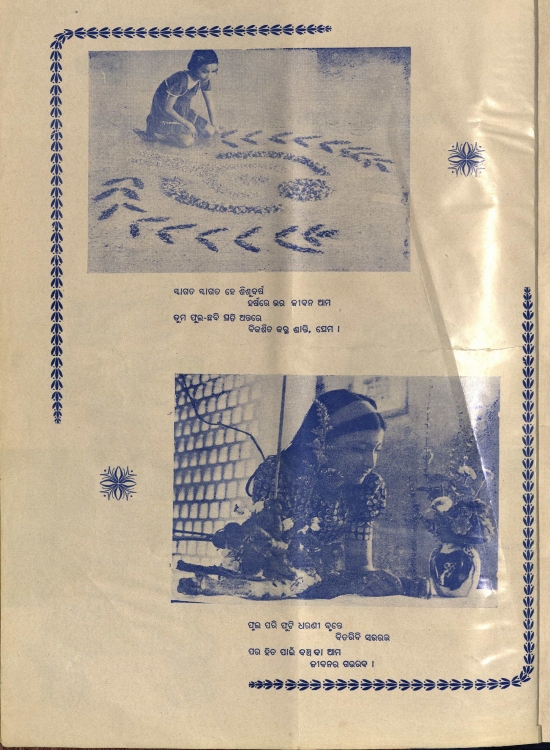 ସ୍ୱାଗତ ସ୍ୱାଗତ ହେ ଶିଶୁବର୍ଷ
ହର୍ଷରେ ଭର ଜୀବନ ଆମ
ତୁମ ଫୁଲ-ଛବି ଅନ୍ତରେ
ବିକଶିତ କରୁ ଶାନ୍ତି, ପ୍ରେମ ।
ଫୁଲ ପରି ଫୁଟି ଧରଣୀ ବୃନ୍ତେ
ବିତରିବି ସଉରଭ
ପର ହିତ ପାଇଁ ବଞ୍ଚିବା ଆମ
ଜୀବନର ଗଉରବ ।